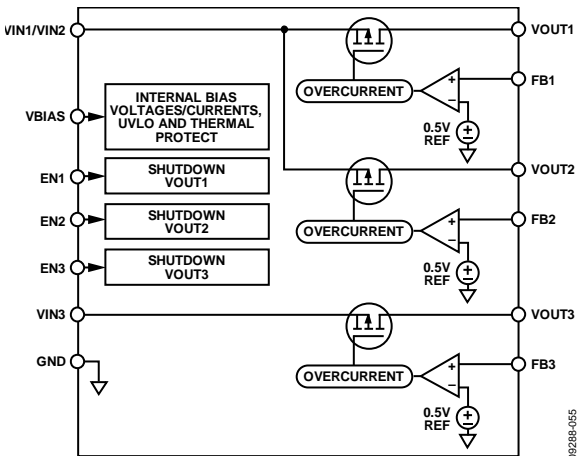 VIN1/VIN2
VOUT1
OVERCURRENT
+
−
FB1
0.5V
REF
VBIAS
INTERNAL BIAS
VOLTAGES/CURRENTS,
UVLO AND THERMAL
PROTECT
EN1
SHUTDOWN
VOUT1
EN2
SHUTDOWN
VOUT2
EN3
SHUTDOWN
VOUT3
VOUT2
OVERCURRENT
+
−
FB2
0.5V
REF
VIN3
VOUT3
GND
OVERCURRENT
+
−
FB3
0.5V
REF
09288-055